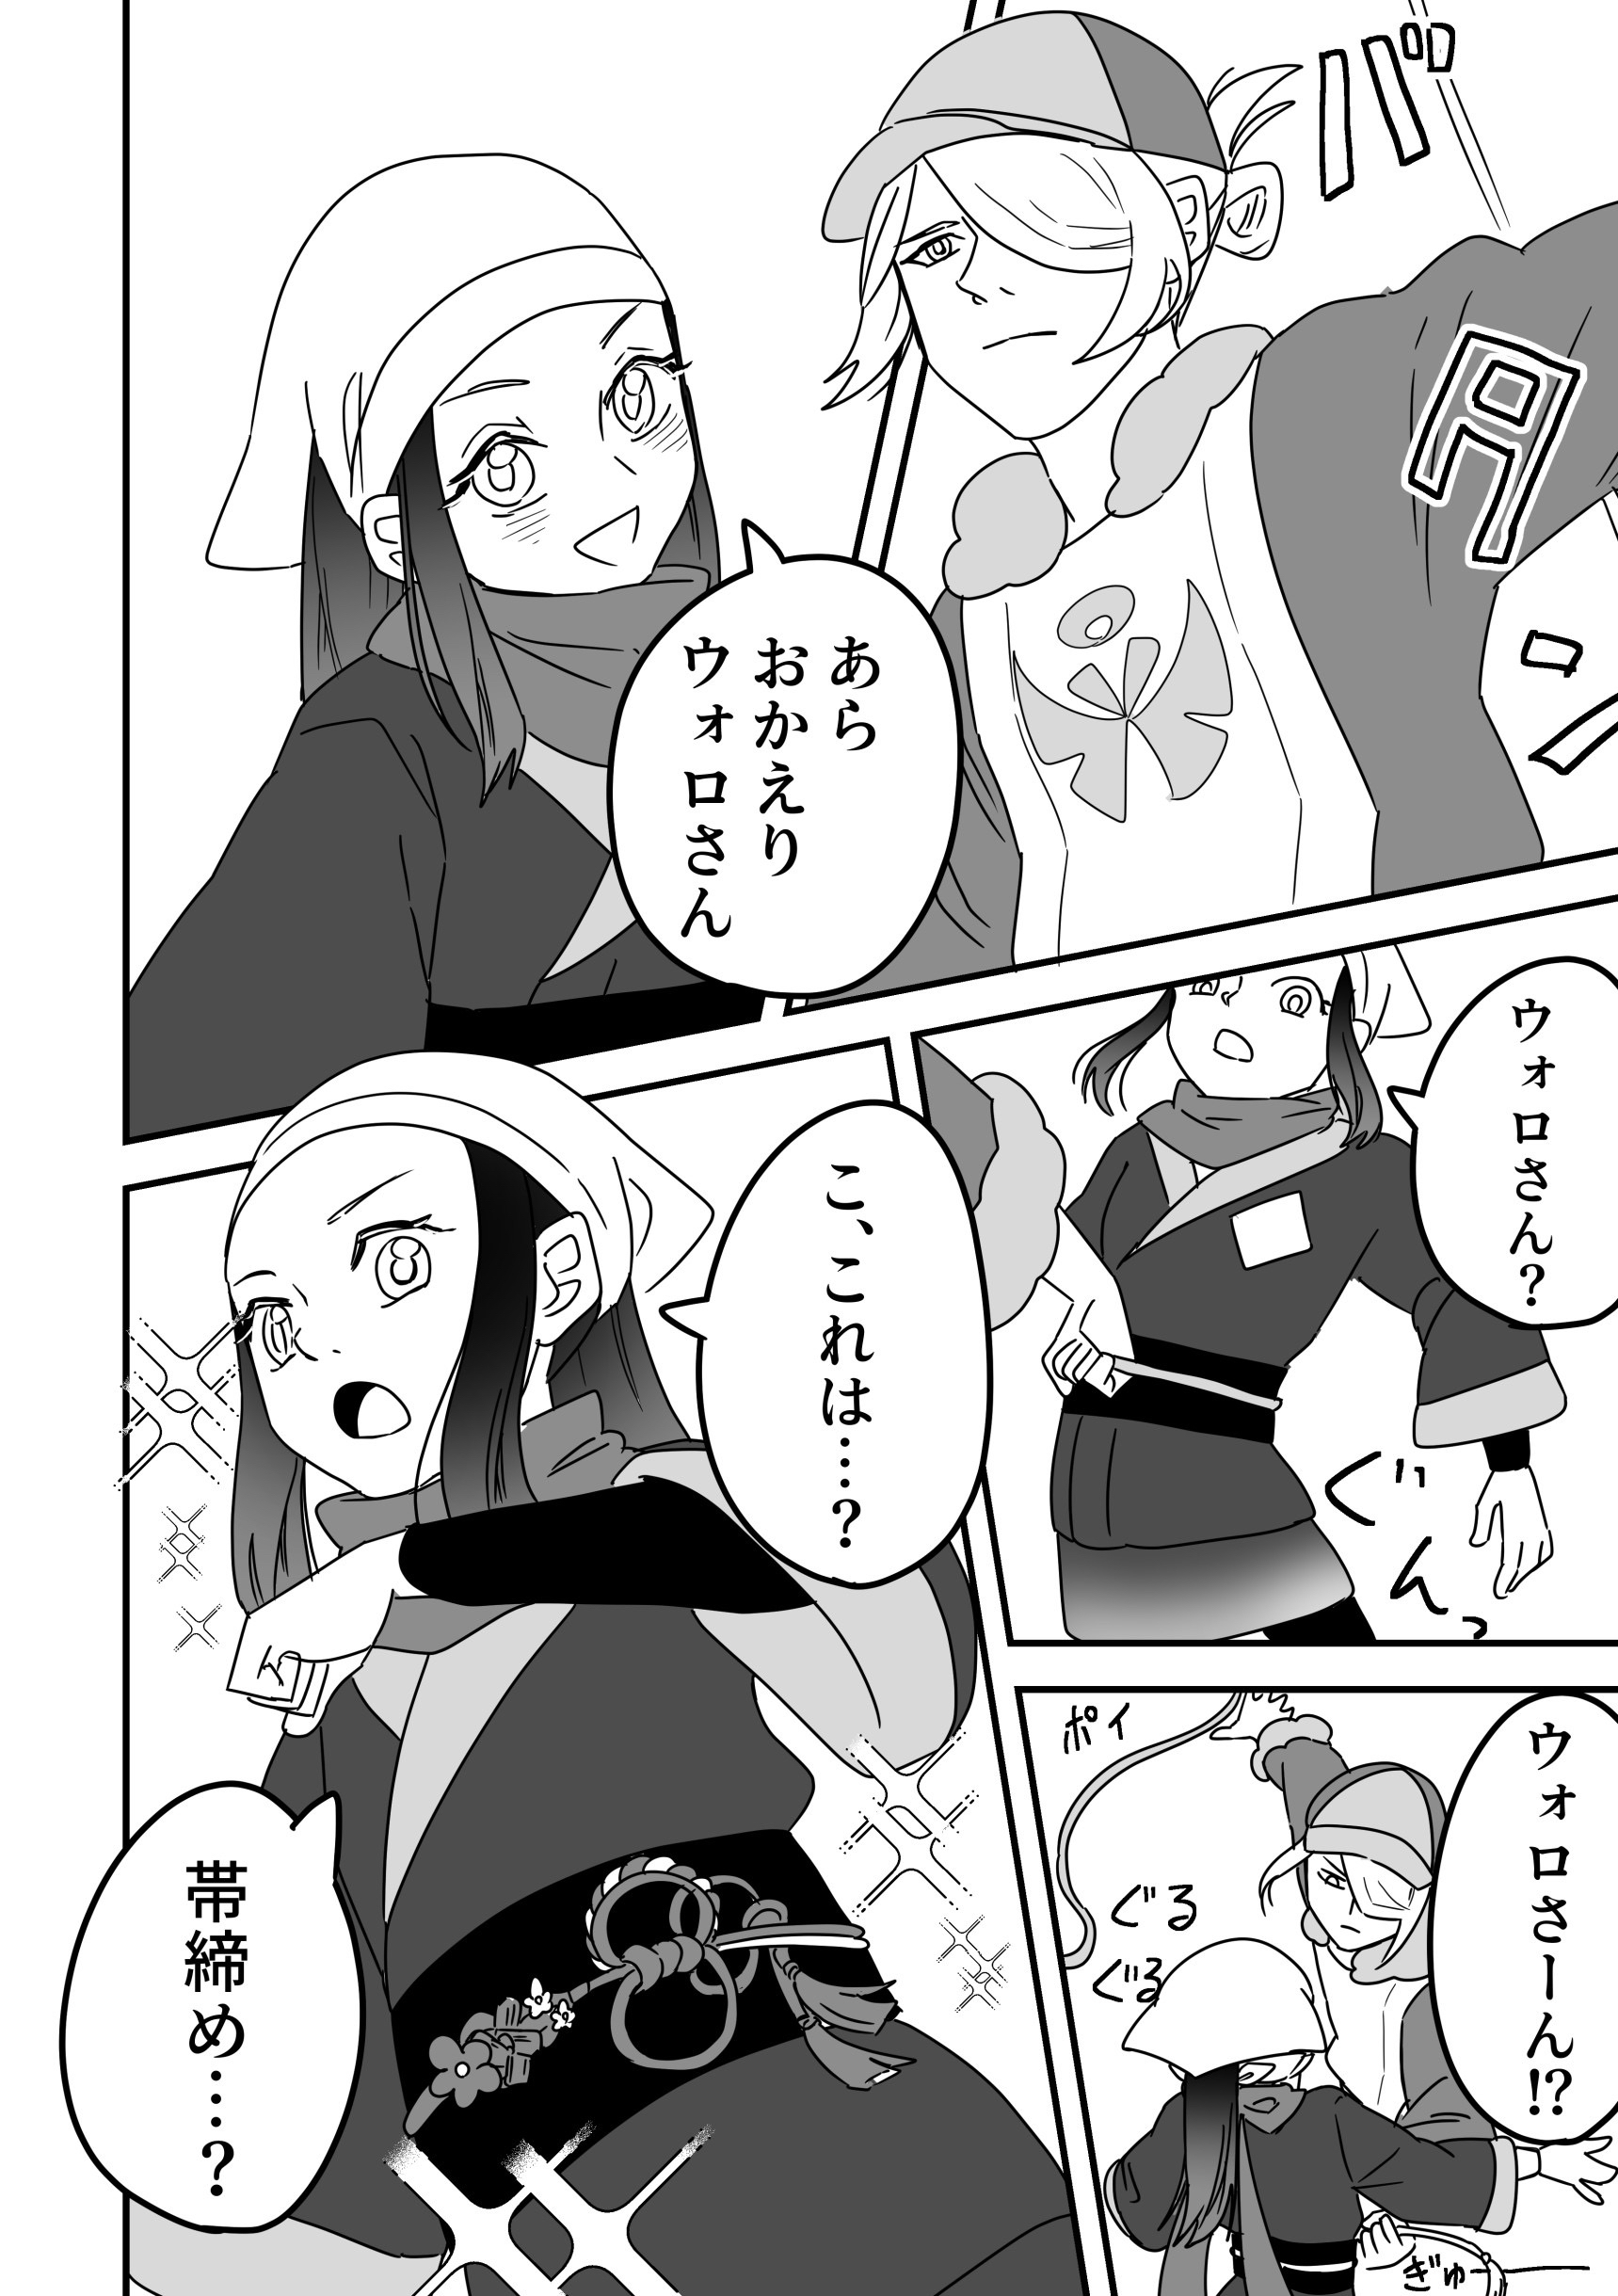 バタンッ
あら
おかえり
ウォロさん
ウォロさん?
ぐいんっ
ウォロさーん!?
ポイ
ぐる
ぐる
ぎゅ
こ、これは……?
帯締め……?